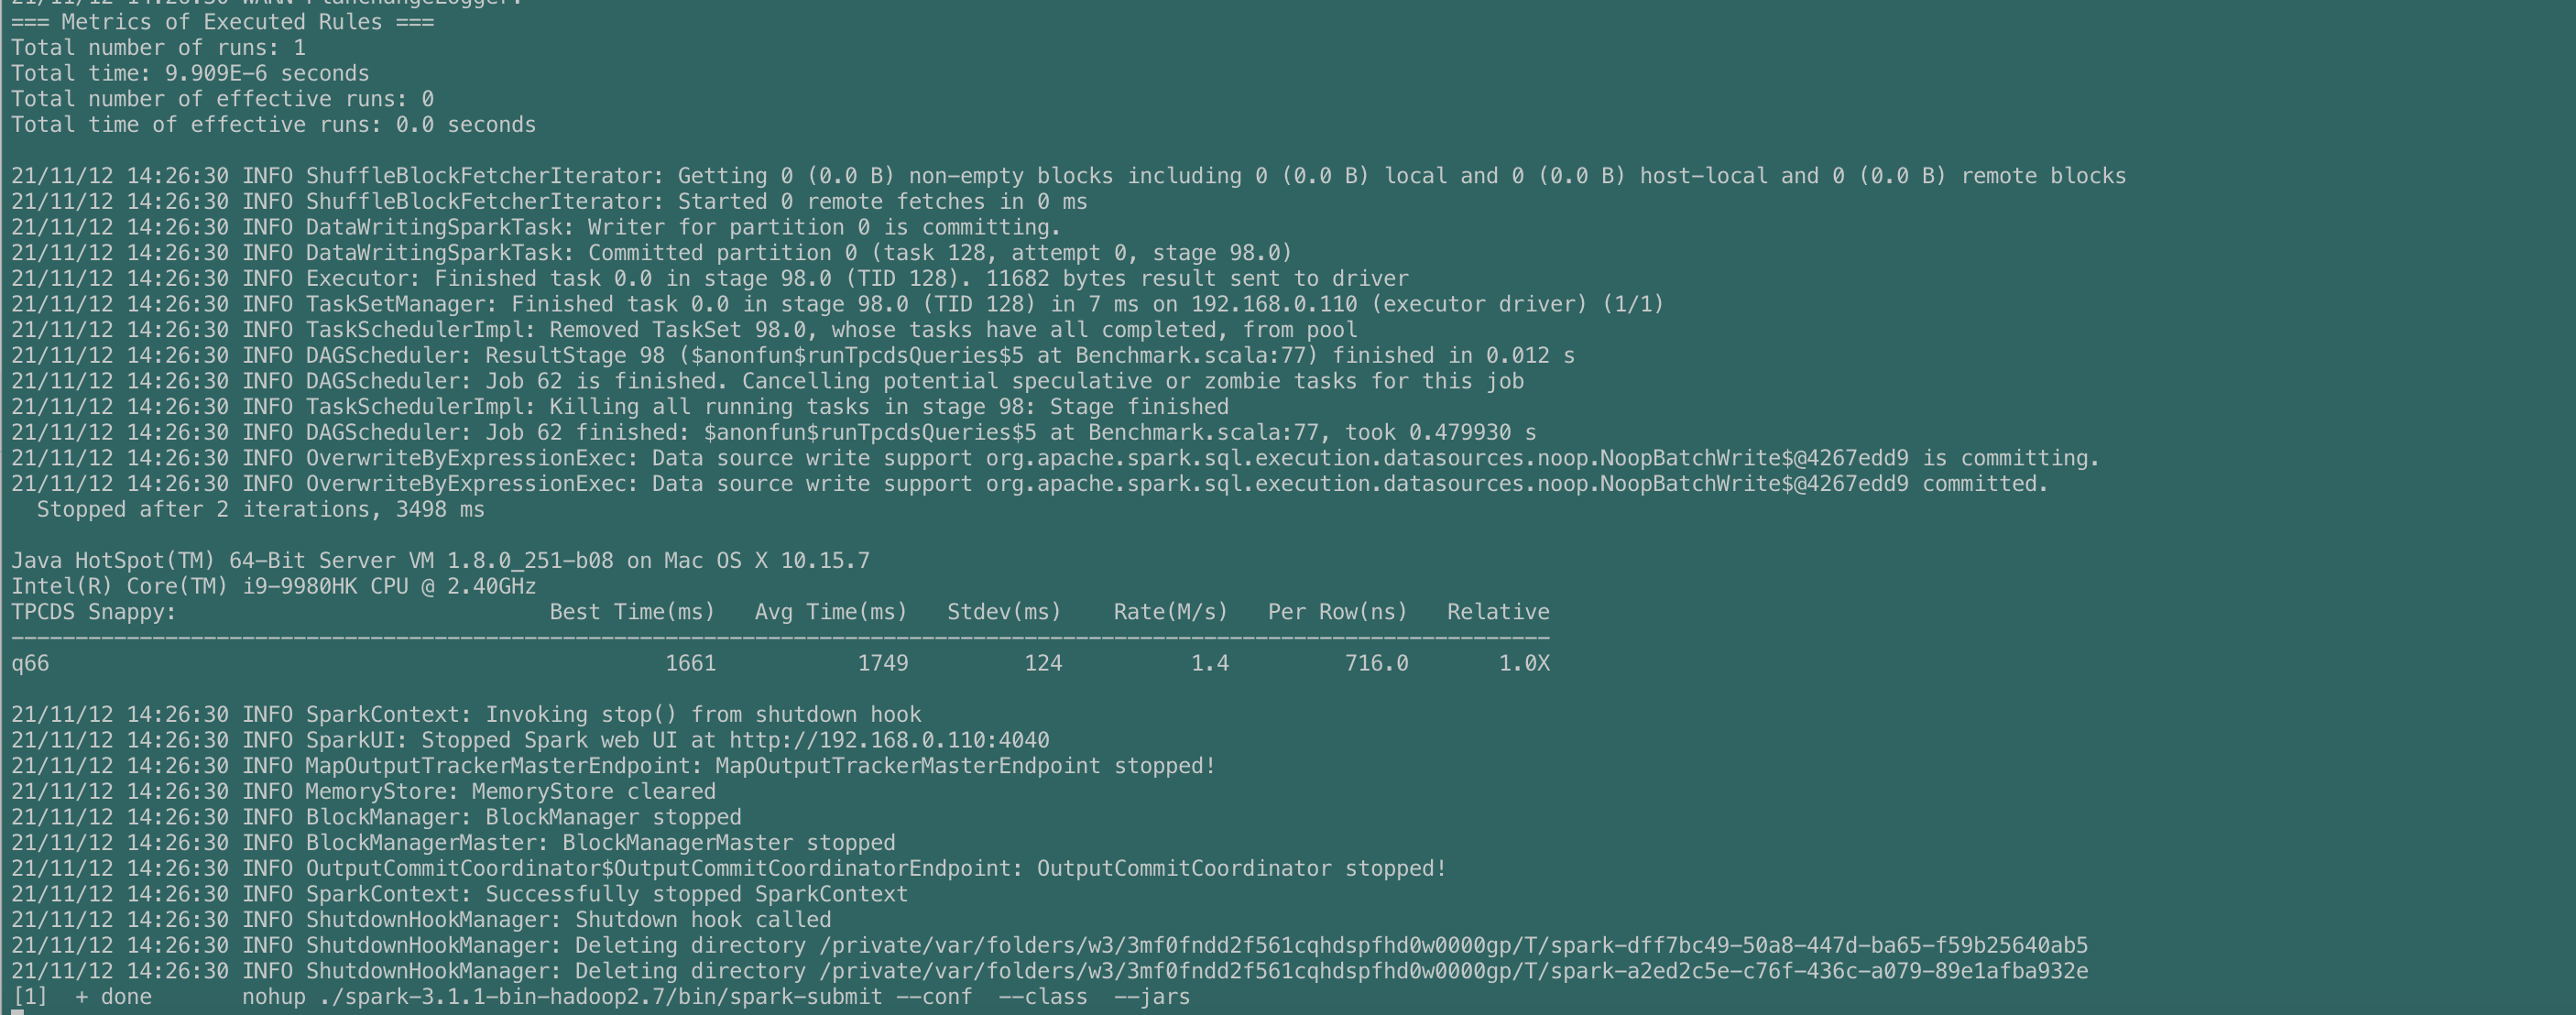 === Metrics of Executed Rules ===
Total number of runs: 1
Total time: 9.909E-6 seconds
Total number of effective runs: 0
Total time of effective runs: 0.0 seconds
21/11/12 14:26:30 INFO ShuffleBlockFetcherIterator: Getting 0 (0.0 B) non-empty blocks including 0 (0.0 B) local and 0 (0.0 B) host-local and 0 (0.0 B) remote blocks
21/11/12 14:26:30 INFO ShuffleBlockFetcherIterator: Started 0 remote fetches in 0 ms
21/11/12 14:26:30 INFO DataWritingSparkTask: Writer for partition 0 is committing.
21/11/12 14:26:30 INFO DataWritingSparkTask: Committed partition 0 (task 128, attempt 0, stage 98.0)
21/11/12 14:26:30 INFO Executor: Finished task 0.0 in stage 98.0 (TID 128). 11682 bytes result sent to driver
21/11/12 14:26:30 INFO TaskSetManager: Finished task 0.0 in stage 98.0 (TID 128) in 7 ms on 192.168.0.110 (executor driver) (1/1)
21/11/12 14:26:30 INFO TaskSchedulerImpl: Removed TaskSet 98.0, whose tasks have all completed, from pool
21/11/12 14:26:30 INFO DAGScheduler: ResultStage 98 ($anonfun$runTpcdsQueries$5 at Benchmark.scala:77) finished in 0.012 s
21/11/12 14:26:30 INFO DAGScheduler: Job 62 is finished. Cancelling potential speculative or zombie tasks for this job
21/11/12 14:26:30 INFO TaskSchedulerImpl: Killing all running tasks in stage 98: Stage finished
21/11/12 14:26:30 INFO DAGScheduler: Job 62 finished: $anonfun$runTpcdsQueries$5 at Benchmark.scala:77, took 0.479930 s
21/11/12 14:26:30 INFO OverwriteByExpressionExec: Data source write support org.apache.spark.sql.execution.datasources.noop.NoopBatchWrite$@4267edd9 is committing.
21/11/12 14:26:30 INFO OverwriteByExpressionExec: Data source write support org.apache.spark.sql.execution.datasources.noop.NoopBatchWrite$@4267edd9 committed.
Stopped after 2 iterations, 3498 ms
Java HotSpot(TM) 64-Bit Server VM 1.8.0_251-b08 on Mac OS X 10.15.7
Intel(R) Core(TM) i9-9980HK CPU @ 2.40GHz
TPCDS Snappy: Best Time(ms) Avg Time(ms) Stdev(ms) Rate(M/s) Per Row(ns) Relative
------------------------------------------------------------------------------------------------------------------------
q66 1661 1749 124 1.4 716.0 1.0X
21/11/12 14:26:30 INFO SparkContext: Invoking stop() from shutdown hook
21/11/12 14:26:30 INFO SparkUI: Stopped Spark web UI at http://192.168.0.110:4040
21/11/12 14:26:30 INFO MapOutputTrackerMasterEndpoint: MapOutputTrackerMasterEndpoint stopped!
21/11/12 14:26:30 INFO MemoryStore: MemoryStore cleared
21/11/12 14:26:30 INFO BlockManager: BlockManager stopped
21/11/12 14:26:30 INFO BlockManagerMaster: BlockManagerMaster stopped
21/11/12 14:26:30 INFO OutputCommitCoordinator$OutputCommitCoordinatorEndpoint: OutputCommitCoordinator stopped!
21/11/12 14:26:30 INFO SparkContext: Successfully stopped SparkContext
21/11/12 14:26:30 INFO ShutdownHookManager: Shutdown hook called
21/11/12 14:26:30 INFO ShutdownHookManager: Deleting directory /private/var/folders/w3/3mf0fndd2f561cqhdspfhd0w0000gp/T/spark-dff7bc49-50a8-447d-ba65-f59b25640ab5
21/11/12 14:26:30 INFO ShutdownHookManager: Deleting directory /private/var/folders/w3/3mf0fndd2f561cqhdspfhd0w0000gp/T/spark-a2ed2c5e-c76f-436c-a079-89e1afba932e
[1] + done nohup ./spark-3.1.1-bin-hadoop2.7/bin/spark-submit --conf --class --jars